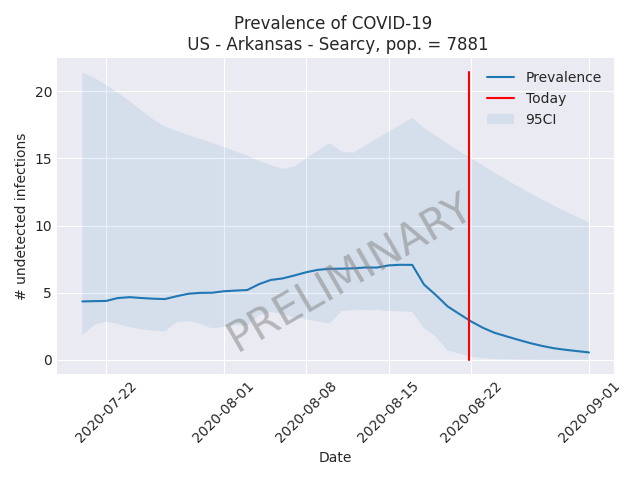 Prevalence of COVID-19
US - Arkansas - Searcy, pop. = 7881
Prevalence
Today
95CI
# undetected infections
20
15
10
5
0
PRELIMINARY
2020-07-22
2020-08-01
2020-08-08
2020-08-15
2020-08-22
2020-09-01
Date